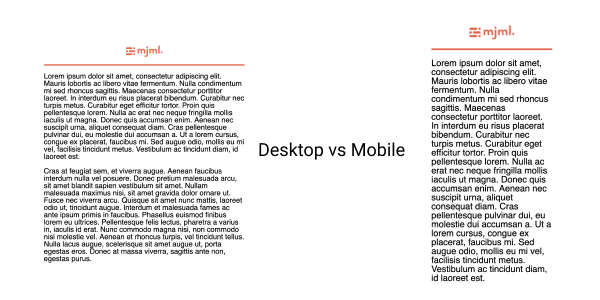 mjml.
Lorem ipsum dolor sit amet, consectetur adipiscing elit.
Mauris lobortis ac libero vitae fermentum. Nulla condimentum
mi sed rhoncus sagittis. Maecenas consectetur porttitor
laoreet. In interdum eu risus placerat bibendum. Curabitur nec
turpis metus. Curabitur eget efficitur tortor. Proin quis
pellentesque lorem. Nulla ac erat nec neque semper condimentum
iaculis ut magna. Donec quis accumsan enim. Aenean nec
suscipit urna, aliquet consequat diam. Cras pellentesque
pulvinar dui, eu molestie dui accumsan a. Ut a lorem cursus,
congue ex placerat, faucibus mi. Sed augue odio, mollis eu mi
vel, facilisis tincidunt metus. Vestibulum ac tincidunt diam, id
laoreet est.
Cras at feugiat sem, et viverra augue. Aenean faucibus
interdum nulla vel posuere. Donec pretium malesuada arcu,
sit amet blandit sapien vestibulum sit amet. Nullam
malesuada maximus nisi, sit amet gravida dolor ornare ut.
Fusce nec viverra arcu. Quisque sit amet nunc mattis, laoreet
odio ut, tincidunt augue. Interdum et malesuada fames ac
ante ipsum primis in faucibus. Phasellus euismod finibus
lorem eu ultrices. Pellentesque felis lectus, pharetra a varius
in, iaculis id erat. Nunc commodo magna nisi, non commodo
nisi molestie vel. Aenean et rhoncus turpis, vel tincidunt tellus.
Nulla lacus augue, scelerisque sit amet augue ut, porta
egestas eros. Donec at massa viverra, sagittis ante non,
egestas purus.
Desktop vs Mobile
mjml.
Lorem ipsum dolor sit amet,
consectetur adipiscing elit.
Mauris lobortis ac libero vitae
fermentum. Nulla
condimentum mi sed rhoncus
sagittis. Maecenas
consectetur porttitor laoreet.
In interdum eu risus placerat
bibendum. Curabitur nec
turpis metus. Curabitur eget
efficitur tortor. Proin quis
pellentesque lorem. Nulla ac
erat nec neque semper
iaculis ut magna. Donec quis
accumsan enim. Aenean nec
suscipit urna, aliquet
consequat diam. Cras
pellentesque pulvinar dui, eu
molestie dui accumsan a. Ut a
lorem cursus, congue ex
placerat, faucibus mi. Sed
augue odio, mollis eu mi vel,
facilisis tincidunt metus.
Vestibulum ac tincidunt diam,
id laoreet est.